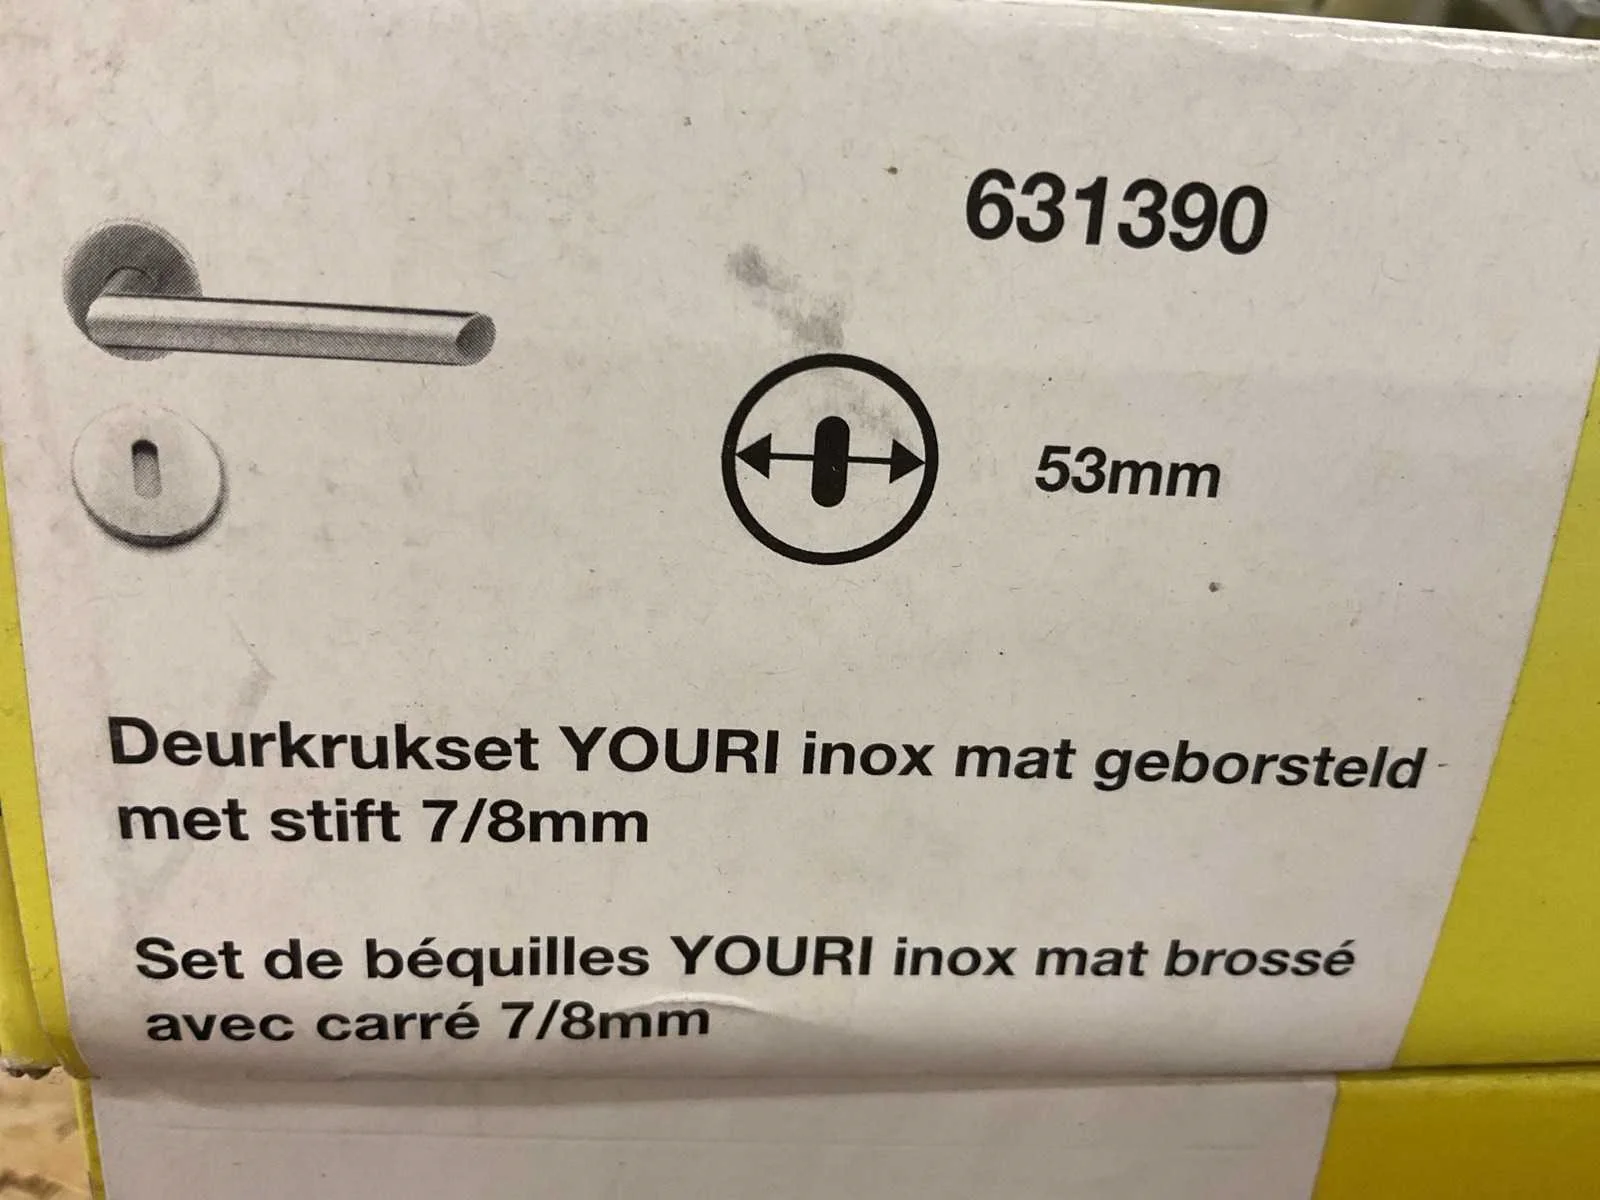 631390
53mm
Deurkrukset YOURI inox mat geborsteld
met stift 7/8mm
Set de béquilles YOURI inox mat brossé
avec carré 7/8mm